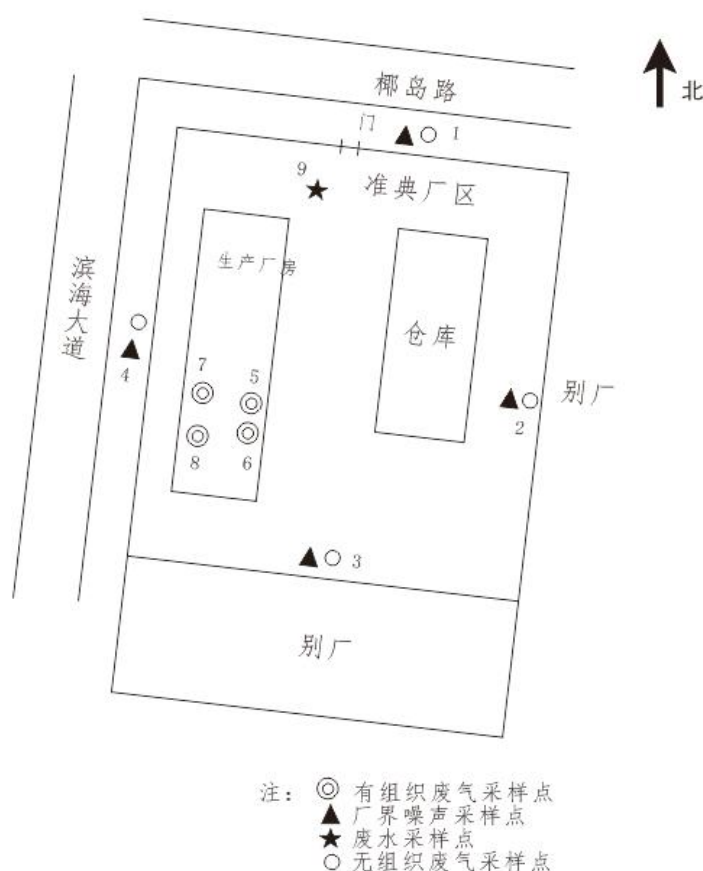 椰岛路
北
门
1
9
准典厂区
生产厂房
滨海大道
仓库
4
7
5
别厂
2
8
6
3
别厂
注：
有组织废气采样点
厂界噪声采样点
废水采样点
无组织废气采样点